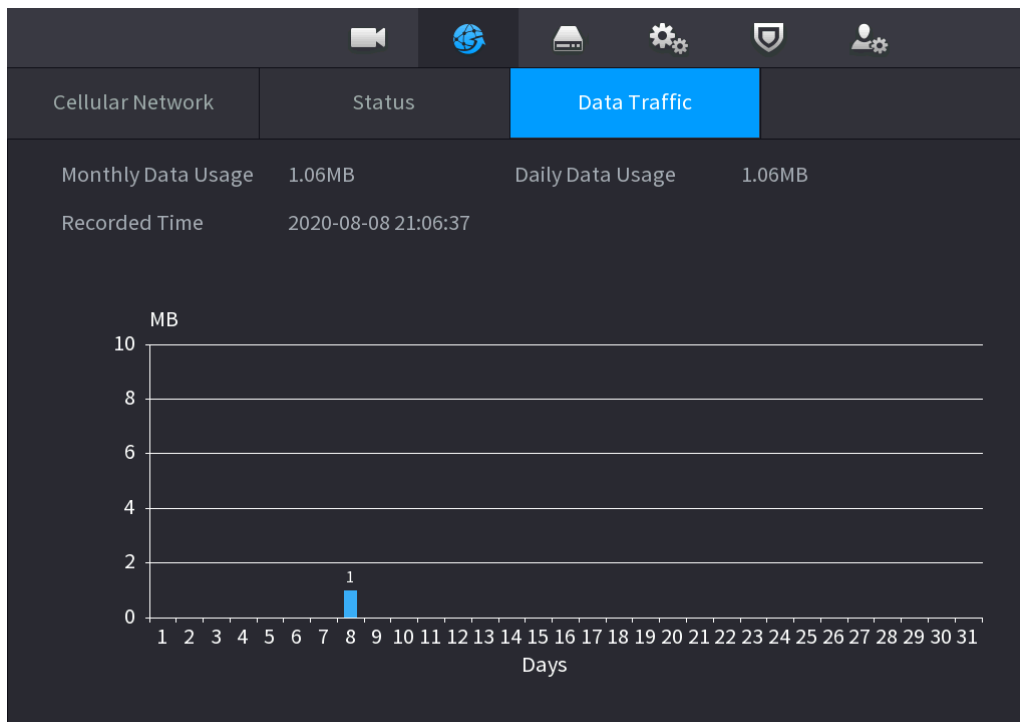 Cellular Network Status Data Traffic
Monthly Data Usage 1.06MB Daily Data Usage 1.06MB
Recorded Time 2020-08-08 21:06:37
MB
10
8
6
4
2
1
0
1 2 3 4 5 6 7 8 9 10 11 12 13 14 15 16 17 18 19 20 21 22 23 24 25 26 27 28 29 30 31
Days